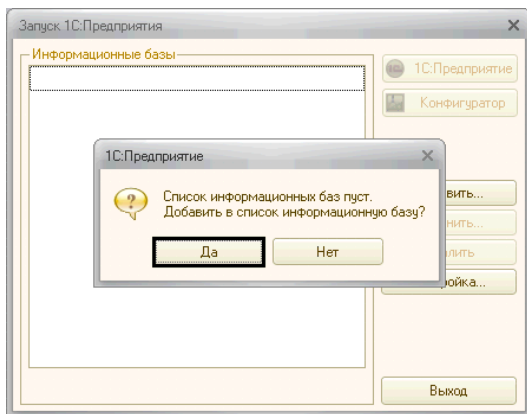 Запуск 1С:Предприятия
Информационные базы
1С:Предприятие
Конфигуратор
1С:Предприятие
Список информационных баз пуст.
Добавить в список информационную базу?
Да
Нет
Выход